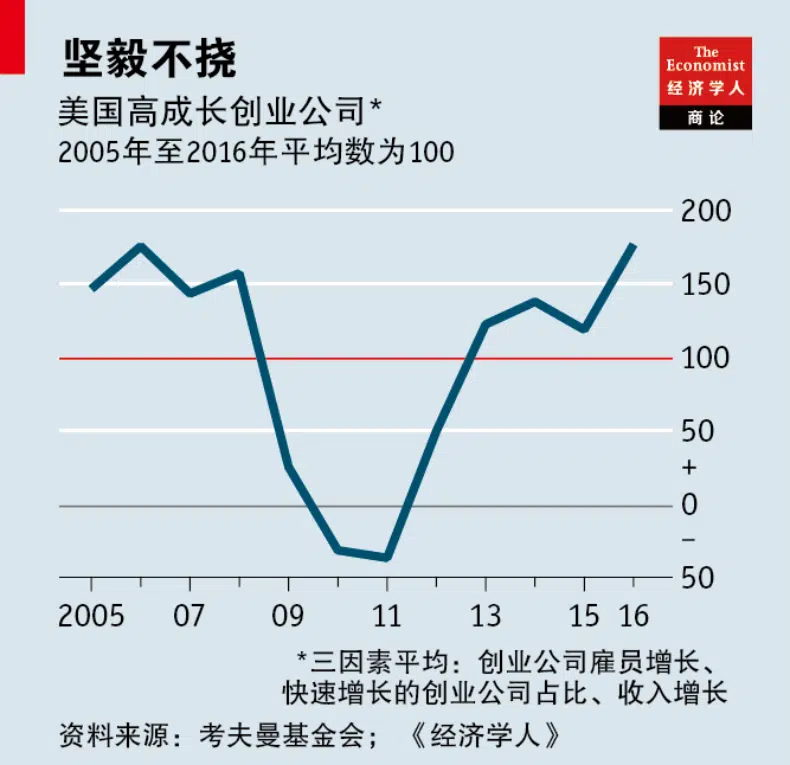 坚毅不挠
The
Economist
经济学人
商论
美国高成长创业公司*
2005年至2016年平均数为100
200
150
100
50
+
0
–
50
2005 07 09 11 13 15 16
*三因素平均：创业公司雇员增长、
快速增长的创业公司占比、收入增长
资料来源：考夫曼基金会；《经济学人》